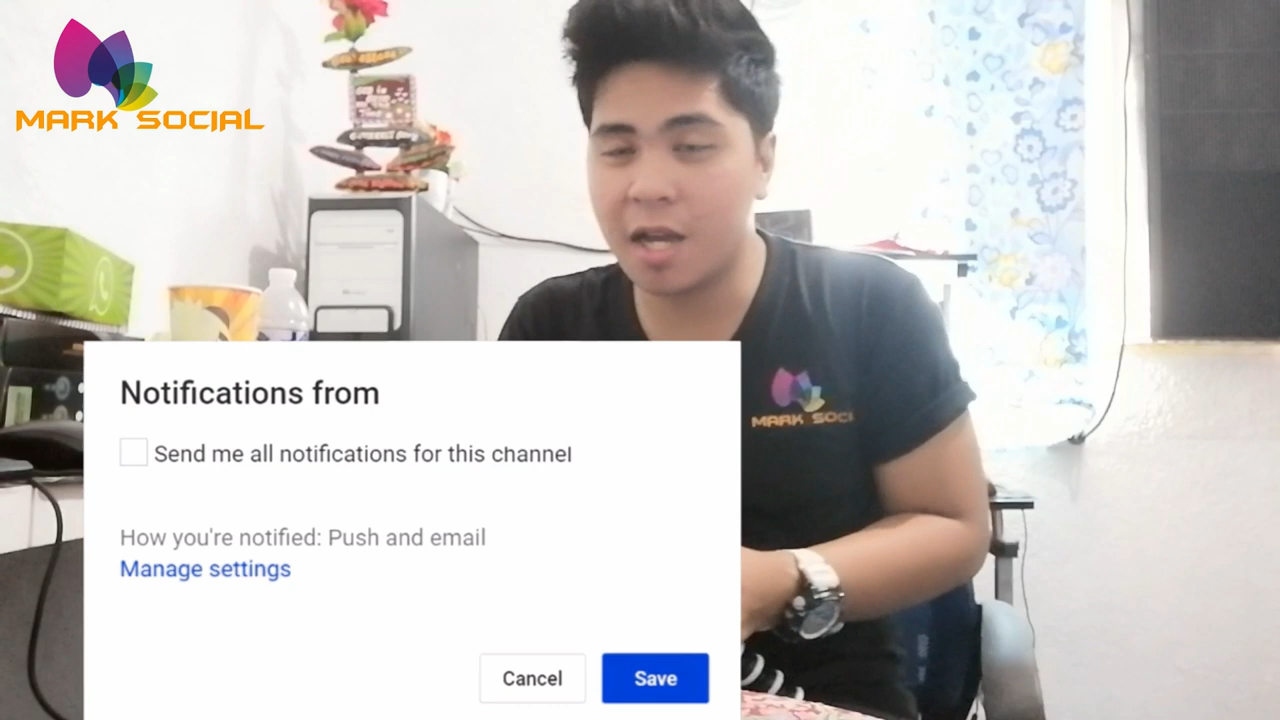 MARK SOCIAL
Notifications from
Send me all notifications for this channel
How you're notified: Push and email
Manage settings
Cancel
Save
MARK SOCI